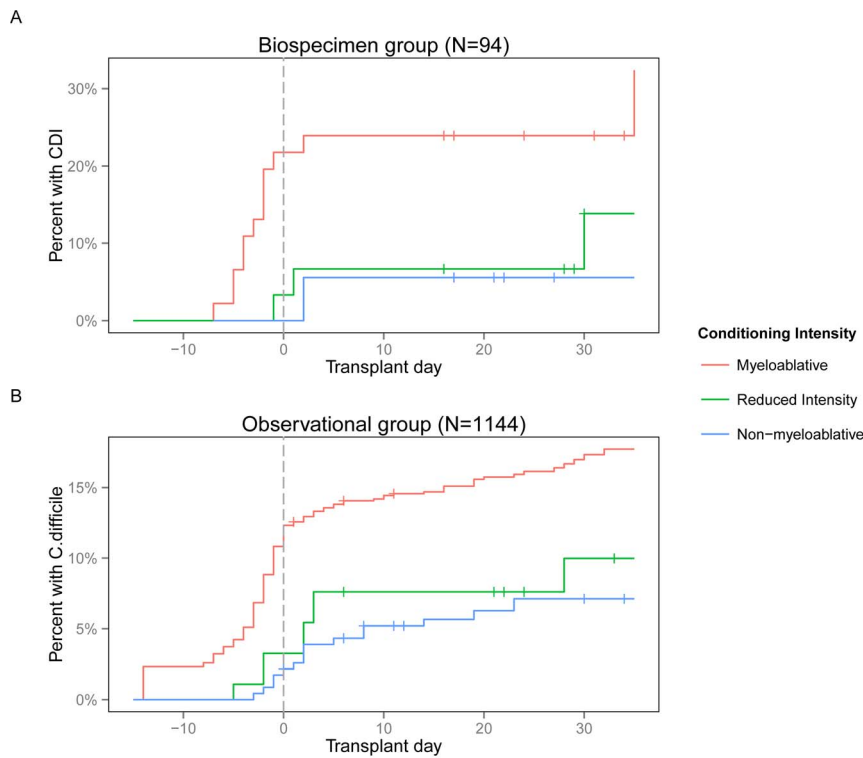 A
Biospecimen group (N=94)
Percent with CDI
30%
20%
10%
0%
−10 0 10 20 30
Transplant day
Conditioning Intensity
Myeloablative
Reduced Intensity
Non−myeloablative
B
Observational group (N=1144)
Percent with C.difficile
15%
10%
5%
0%
−10 0 10 20 30
Transplant day